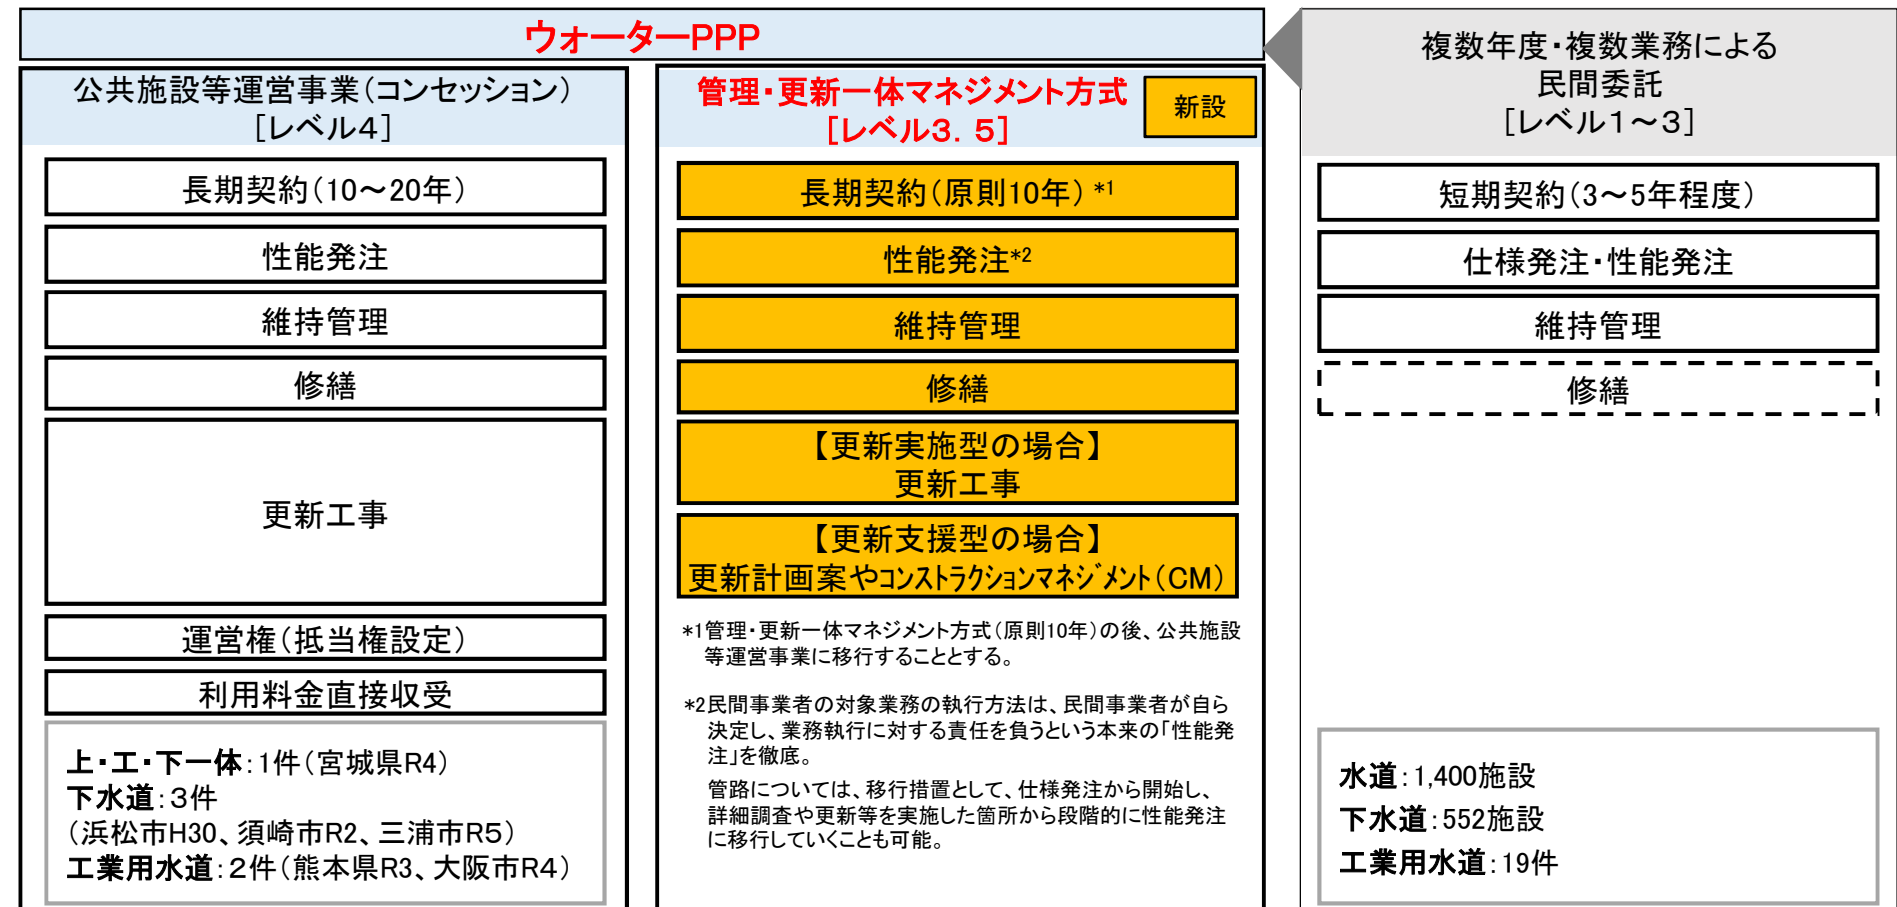 ウォーターPPP
公共施設等運営事業(コンセッション)
[レベル4]
長期契約(10~20年)
性能発注
維持管理
修繕
更新工事
運営権(抵当権設定)
利用料金直接収受
上・工・下一体:1件(宮城県R4)
下水道:3件
(浜松市H30、須崎市R2、三浦市R5)
工業用水道:2件(熊本県R3、大阪市R4)
管理・更新一体マネジメント方式
[レベル3.5]
新設
長期契約(原則10年)*1
性能発注*2
維持管理
修繕
【更新実施型の場合】
更新工事
【更新支援型の場合】
更新計画案やコンストラクションマネジメント(CM)
*1管理・更新一体マネジメント方式(原則10年)の後、公共施設
等運営事業に移行することとする。
*2民間事業者の対象業務の執行方法は、民間事業者が自ら
決定し、業務執行に対する責任を負うという本来の「性能発
注」を徹底。
管路については、移行措置として、仕様発注から開始し、
詳細調査や更新等を実施した箇所から段階的に性能発注
に移行していくことも可能。
複数年度・複数業務による
民間委託
[レベル1~3]
短期契約(3~5年程度)
仕様発注・性能発注
維持管理
修繕
水道:1,400施設
下水道:552施設
工業用水道:19件